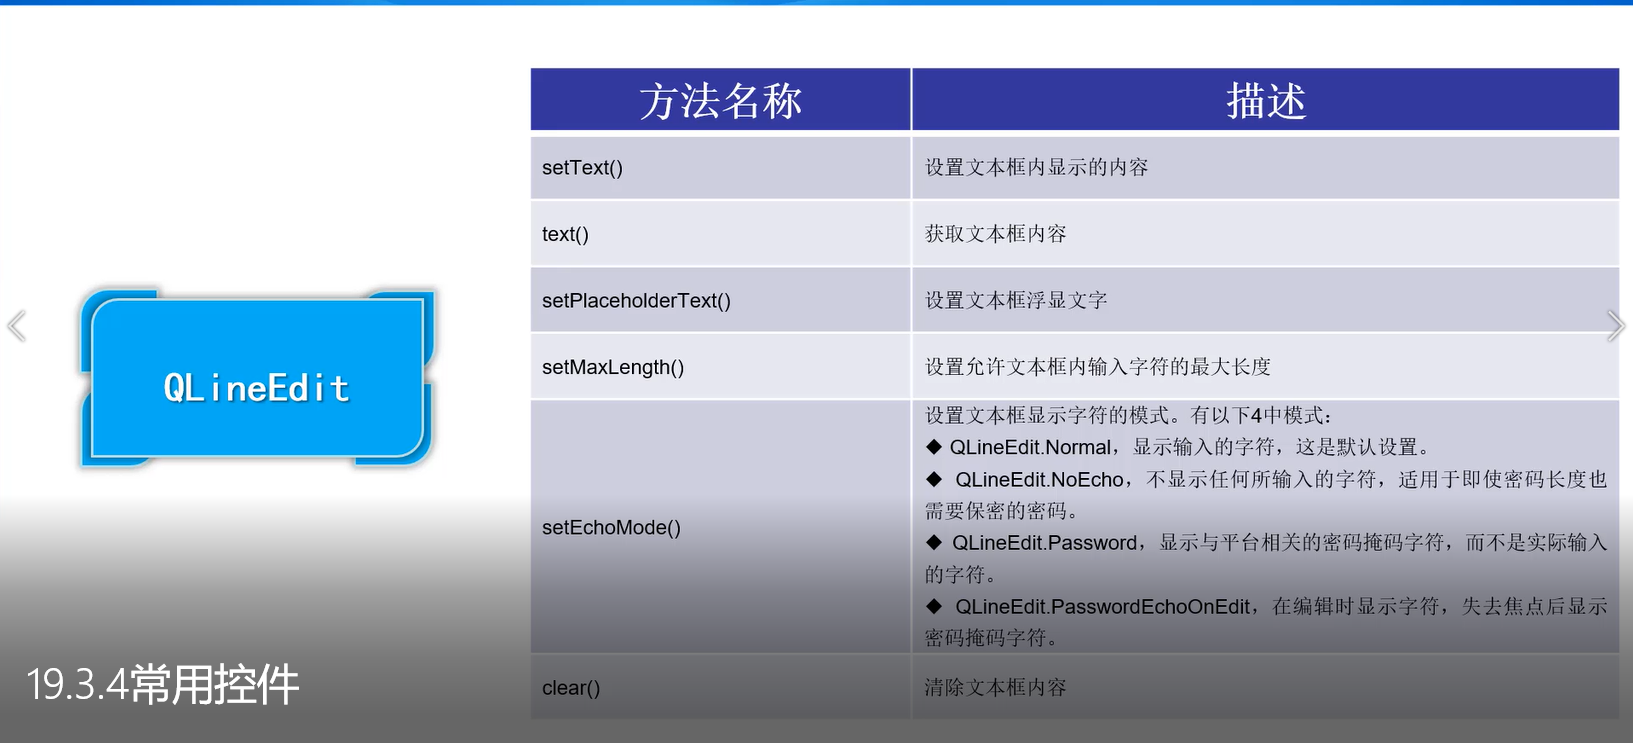 方法名称 描述
setText() 设置文本框内显示的内容
text() 获取文本框内容
setPlaceholderText() 设置文本框浮显文字
setMaxLength() 设置允许文本框内输入字符的最大长度
QLineEdit
setEchoMode()
设置文本框显示字符的模式。有以下4中模式:
◆ QLineEdit.Normal，显示输入的字符，这是默认设置。
◆ QLineEdit.NoEcho，不显示任何所输入的字符，适用于即使密码长度也
需要保密的密码。
◆ QLineEdit.Password，显示与平台相关的密码掩码字符，而不是实际输入
的字符。
◆ QLineEdit.PasswordEchoOnEdit，在编辑时显示字符，失去焦点后显示
密码掩码字符。
clear() 清除文本框内容
19.3.4常用控件